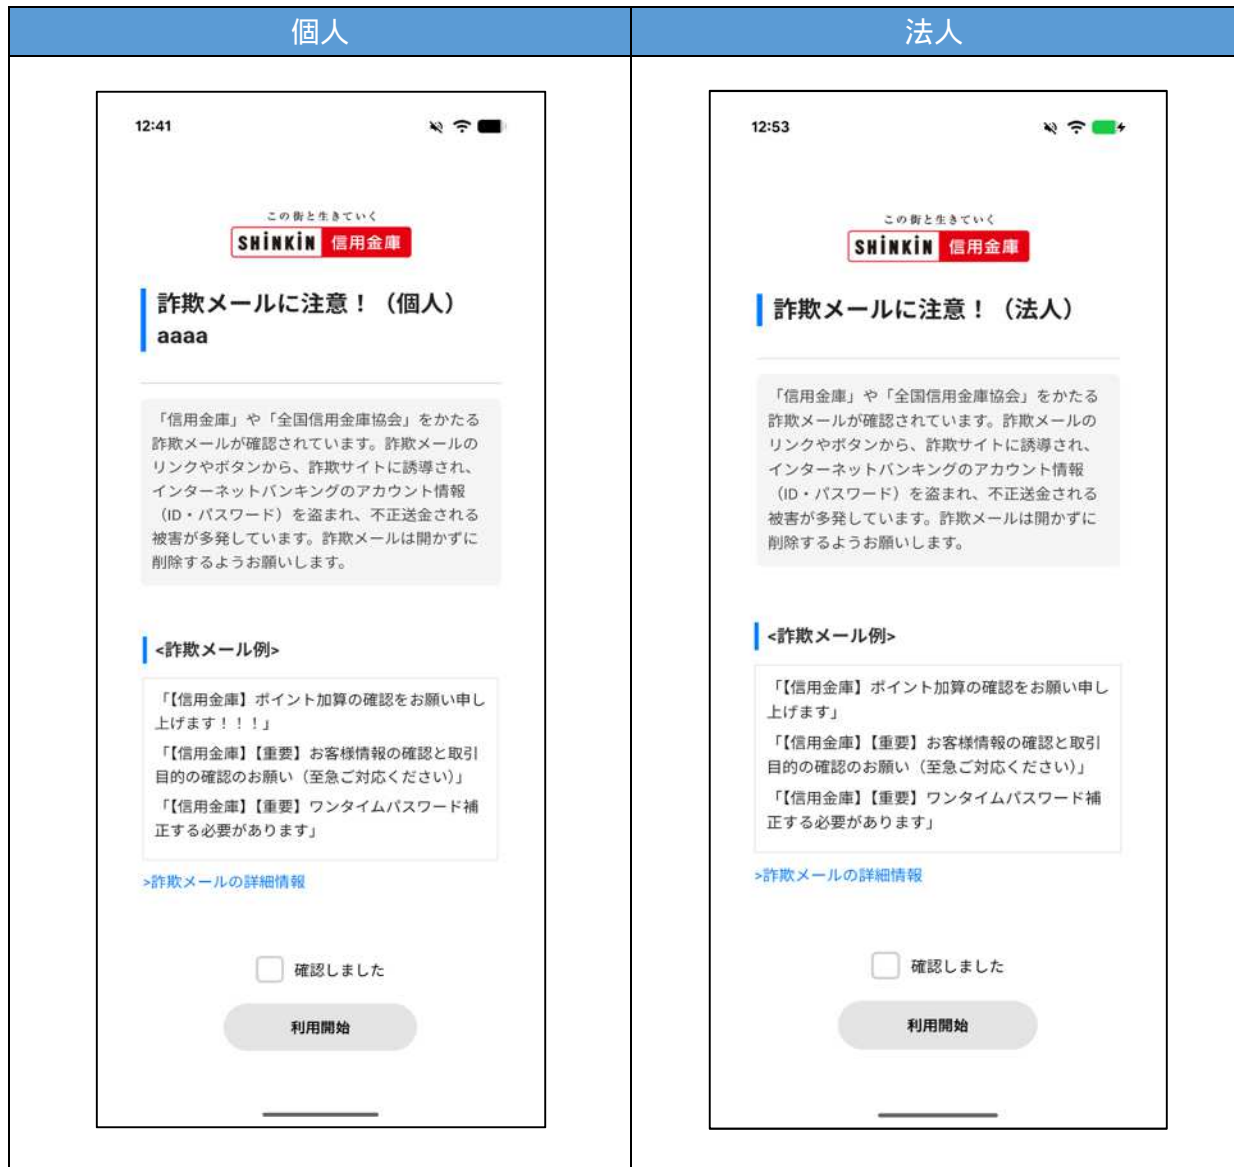 個人
法人
12:41
この街と生きていく
SHiNKiN 信用金庫
詐欺メールに注意！（個人）
aaaa
「信用金庫」や「全国信用金庫協会」をかたる
詐欺メールが確認されています。詐欺メールの
リンクやボタンから、詐欺サイトに誘導され、
インターネットバンキングのアカウント情報
（ID・パスワード）を盗まれ、不正送金される
被害が多発しています。詐欺メールは開かずに
削除するようお願いします。
<詐欺メール例>
「【信用金庫】ポイント加算の確認をお願い申し
上げます！！！」
「【信用金庫】【重要】お客様情報の確認と取引
目的の確認のお願い（至急ご対応ください）」
「【信用金庫】【重要】ワンタイムパスワード補
正する必要があります」
>詐欺メールの詳細情報
確認しました
利用開始
12:53
この街と生きていく
SHiNKiN 信用金庫
詐欺メールに注意！（法人）
「信用金庫」や「全国信用金庫協会」をかたる
詐欺メールが確認されています。詐欺メールの
リンクやボタンから、詐欺サイトに誘導され、
インターネットバンキングのアカウント情報
（ID・パスワード）を盗まれ、不正送金される
被害が多発しています。詐欺メールは開かずに
削除するようお願いします。
<詐欺メール例>
「【信用金庫】ポイント加算の確認をお願い申し
上げます」
「【信用金庫】【重要】お客様情報の確認と取引
目的の確認のお願い（至急ご対応ください）」
「【信用金庫】【重要】ワンタイムパスワード補
正する必要があります」
>詐欺メールの詳細情報
確認しました
利用開始